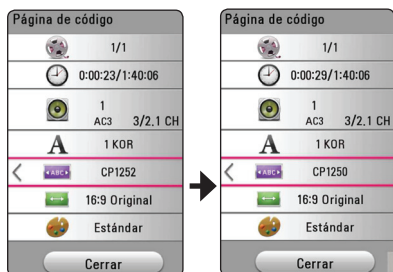 Página de código
1/1
0:00:23/1:40:06
1
AC3 3/2.1 CH
A 1 KOR
ABC CP1252
16:9 Original
Estándar
Cerrar
Página de código
1/1
0:00:29/1:40:06
1
AC3 3/2.1 CH
A 1 KOR
ABC CP1250
16:9 Original
Estándar
Cerrar